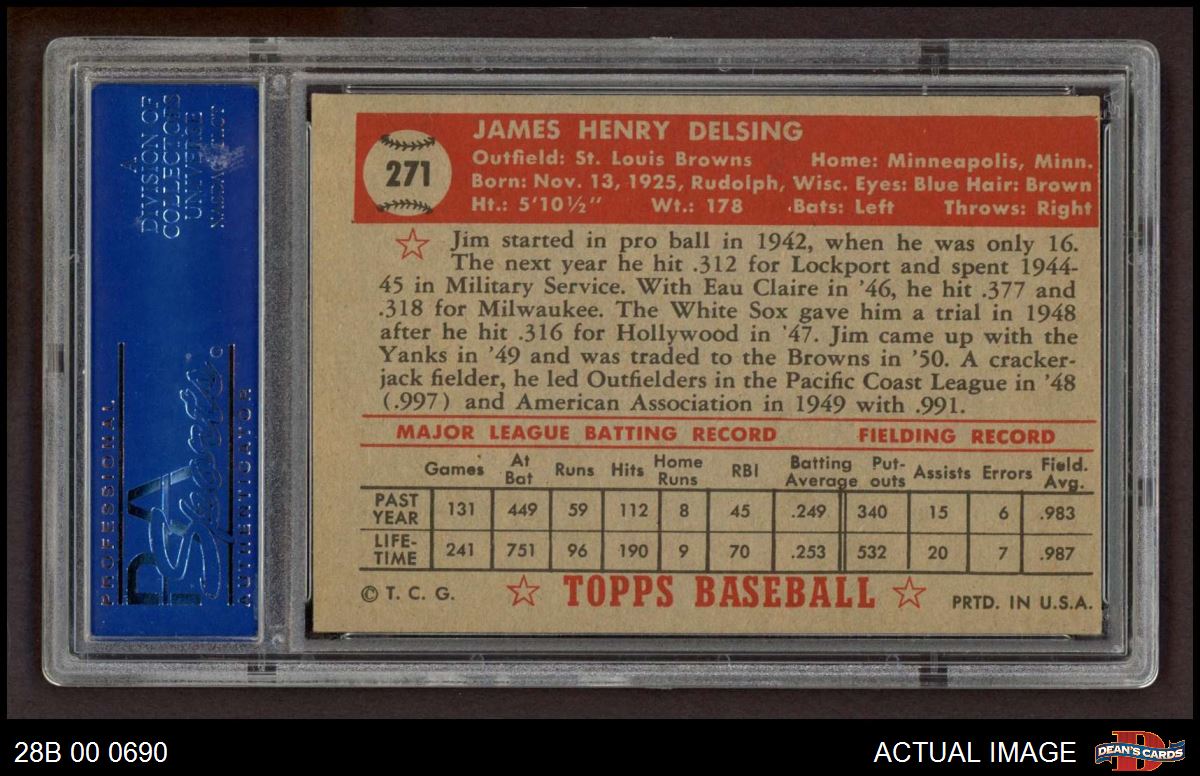 DIVISION OF
COLLECTORS
UNIVERSE
NASDAQ: CLCT
PROFESSIONAL
PSA
Sports
AUTHENTICATOR
271
JAMES HENRY DELSING
Outfield: St. Louis Browns Home: Minneapolis, Minn.
Born: Nov. 13, 1925, Rudolph, Wisc. Eyes: Blue Hair: Brown
Ht.: 5'10½" Wt.: 178 Bats: Left Throws: Right
Jim started in pro ball in 1942, when he was only 16.
The next year he hit .312 for Lockport and spent 1944-
45 in Military Service. With Eau Claire in '46, he hit .377 and
.318 for Milwaukee. The White Sox gave him a trial in 1948
after he hit .316 for Hollywood in '47. Jim came up with the
Yanks in '49 and was traded to the Browns in '50. A cracker-
jack fielder, he led Outfielders in the Pacific Coast League in '48
(.997) and American Association in 1949 with .991.
MAJOR LEAGUE BATTING RECORD FIELDING RECORD
Games At Bat Runs Hits Home Runs RBI Batting Average Put-outs Assists Errors Field. Avg.
PAST YEAR 131 449 59 112 8 45 .249 340 15 6 .983
LIFE-TIME 241 751 96 190 9 70 .253 532 20 7 .987
© T. C. G. TOPPS BASEBALL PRTD. IN U.S.A.
28B 00 0690
ACTUAL IMAGE
DEAN'S CARDS